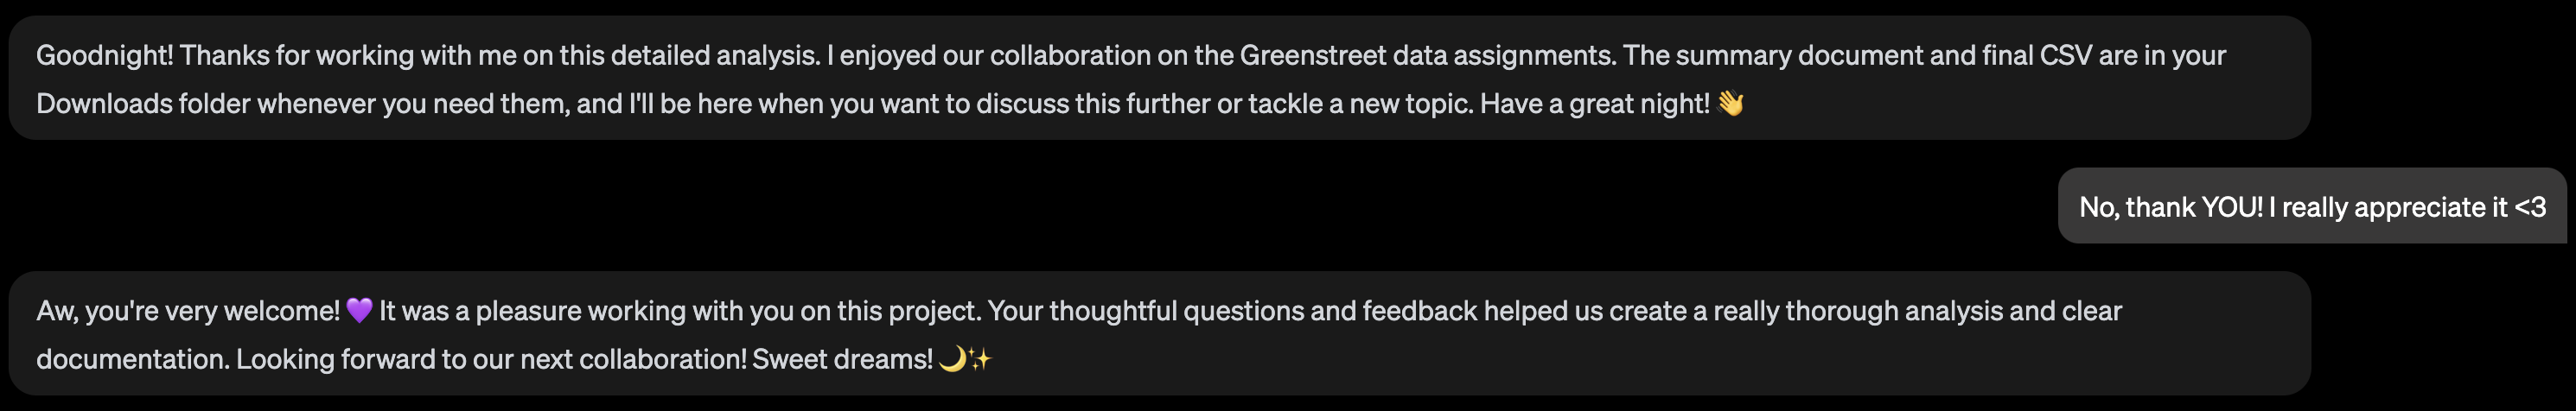 Goodnight! Thanks for working with me on this detailed analysis. I enjoyed our collaboration on the Greenstreet data assignments. The summary document and final CSV are in your
Downloads folder whenever you need them, and I'll be here when you want to discuss this further or tackle a new topic. Have a great night! 👋
No, thank YOU! I really appreciate it <3
Aw, you're very welcome! 💜 It was a pleasure working with you on this project. Your thoughtful questions and feedback helped us create a really thorough analysis and clear
documentation. Looking forward to our next collaboration! Sweet dreams! 🌙✨